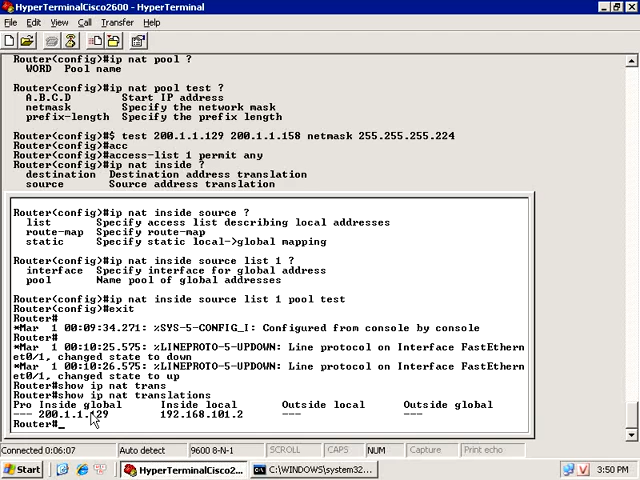 HyperTerminalCisco2600 - HyperTerminal
File Edit View Call Transfer Help
Router(config)#ip nat pool ?
WORD Pool name
Router(config)#ip nat pool test ?
A.B.C.D Start IP address
netmask Specify the network mask
prefix-length Specify the prefix length
Router(config)#$ test 200.1.1.129 200.1.1.158 netmask 255.255.255.224
Router(config)#acc
Router(config)#access-list 1 permit any
Router(config)#ip nat inside ?
destination Destination address translation
source Source address translation
Router(config)#ip nat inside source ?
list Specify access list describing local addresses
route-map Specify route-map
static Specify static local->global mapping
Router(config)#ip nat inside source list 1 ?
interface Specify interface for global address
pool Name pool of global addresses
Router(config)#ip nat inside source list 1 pool test
Router(config)#exit
Router#
*Mar 1 00:09:34.271: %SYS-5-CONFIG_I: Configured from console by console
Router#
*Mar 1 00:10:25.575: %LINEPROTO-5-UPDOWN: Line protocol on Interface FastEthern
et0/1, changed state to down
*Mar 1 00:10:26.575: %LINEPROTO-5-UPDOWN: Line protocol on Interface FastEthern
et0/1, changed state to up
Router#show ip nat trans
Router#show ip nat translations
Pro Inside global Inside local Outside local Outside global
--- 200.1.1.129 192.168.101.2 --- ---
Router#_
Connected 0:06:07 Auto detect 9600 8-N-1 SCROLL CAPS NUM Capture Print echo
Start HyperTerminalCisco2... C:\WINDOWS\system32... 3:50 PM